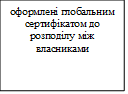 оформлені глобальним
сертифікатом до
розподілу між
власниками